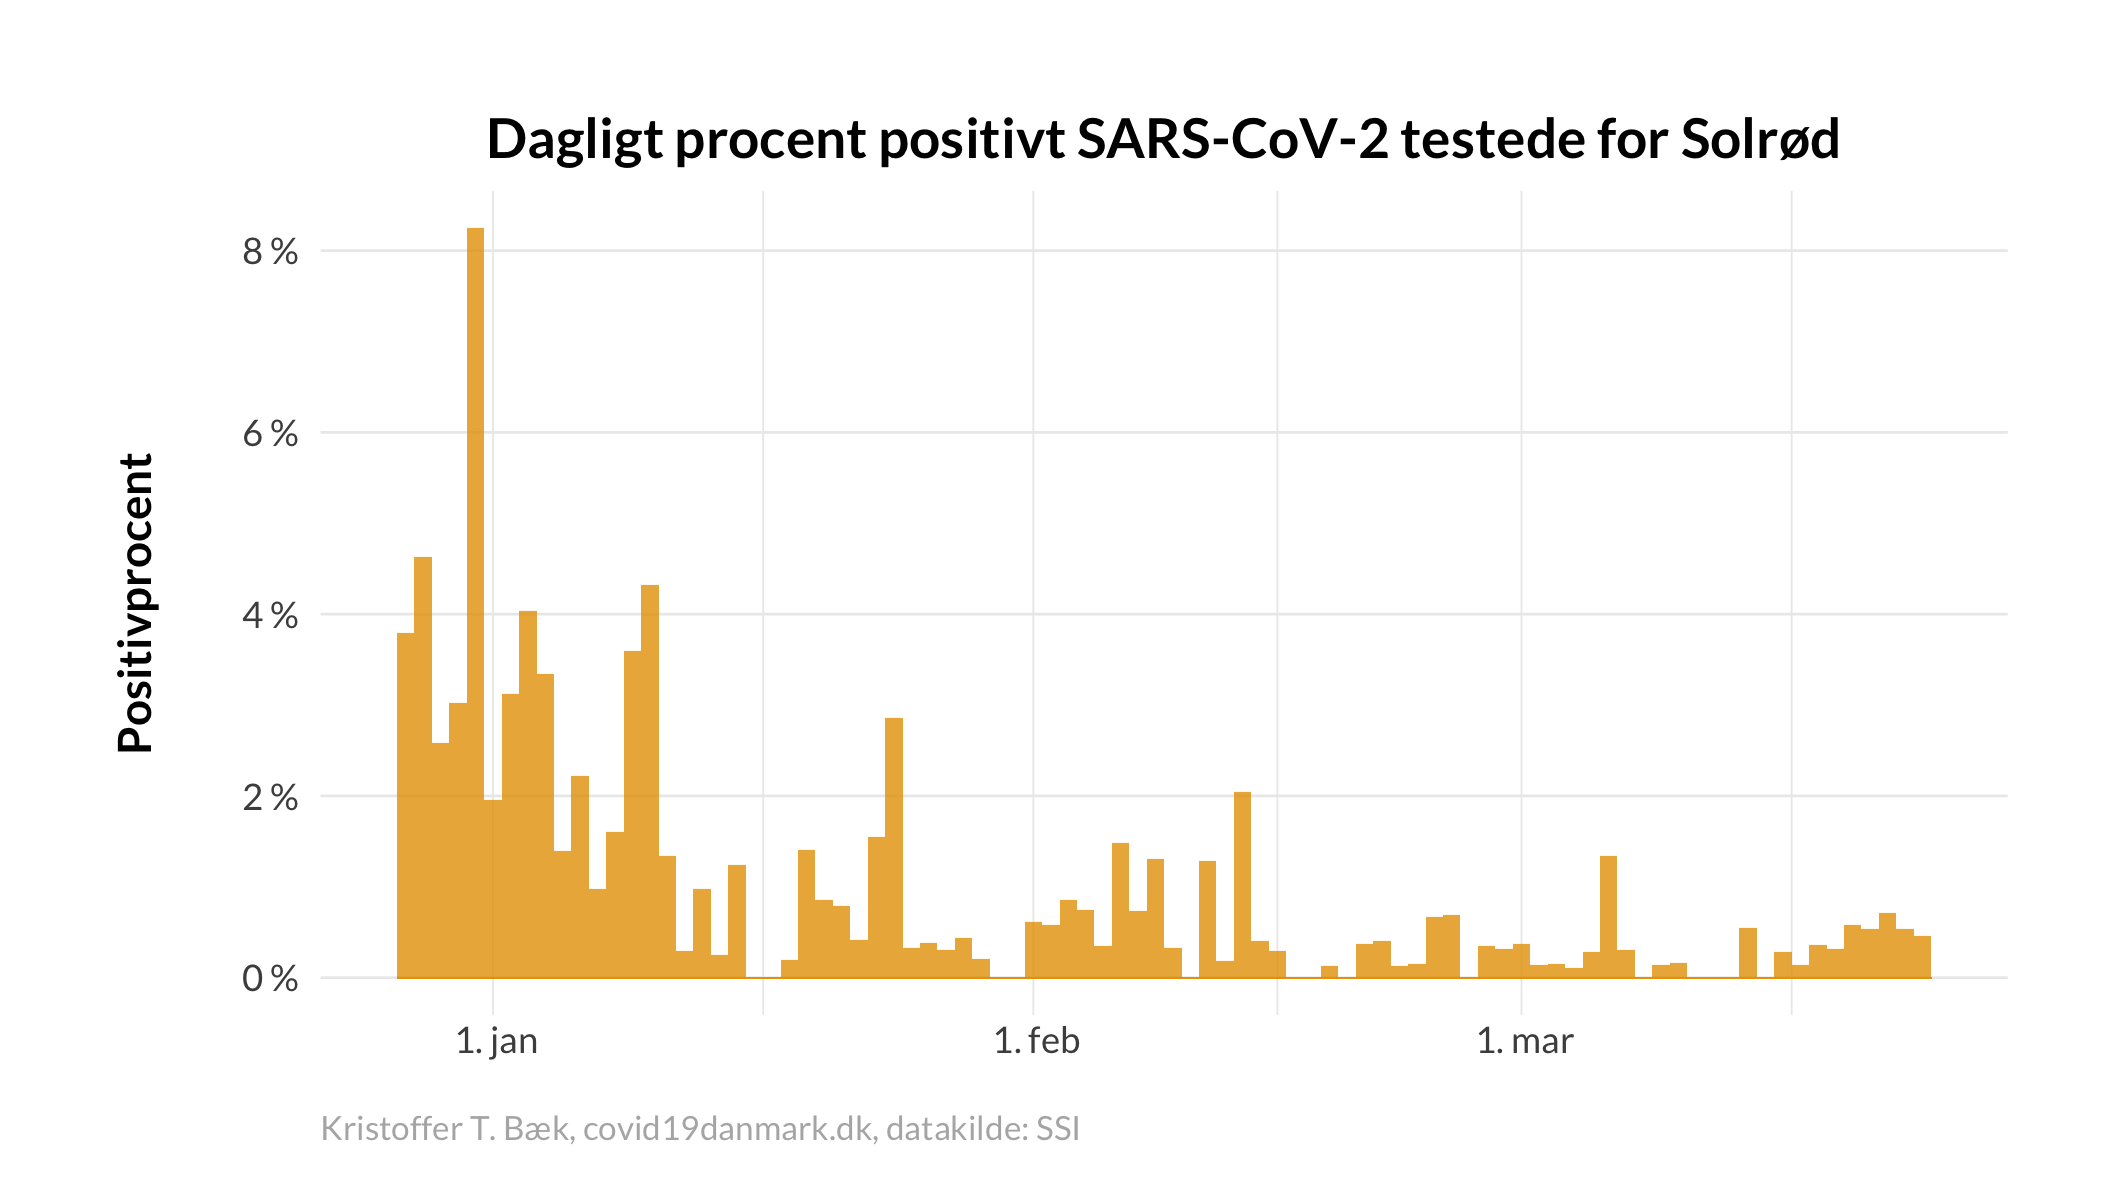 Dagligt procent positivt SARS-CoV-2 testede for Solrød
Positivprocent
8 %
6 %
4 %
2 %
0 %
1. jan
1. feb
1. mar
Kristoffer T. Bæk, covid19danmark.dk, datakilde: SSI